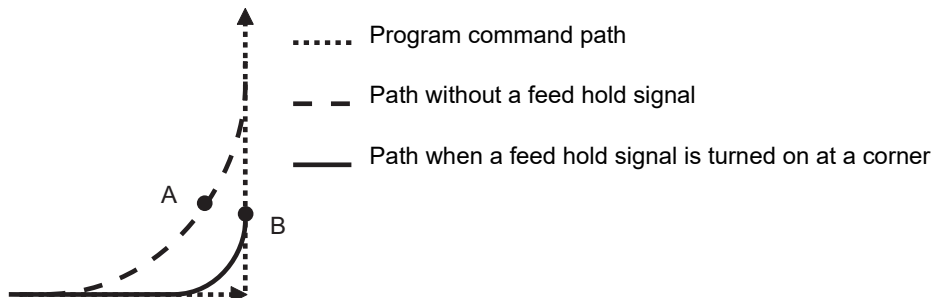 Program command path
Path without a feed hold signal
Path when a feed hold signal is turned on at a corner
A
B